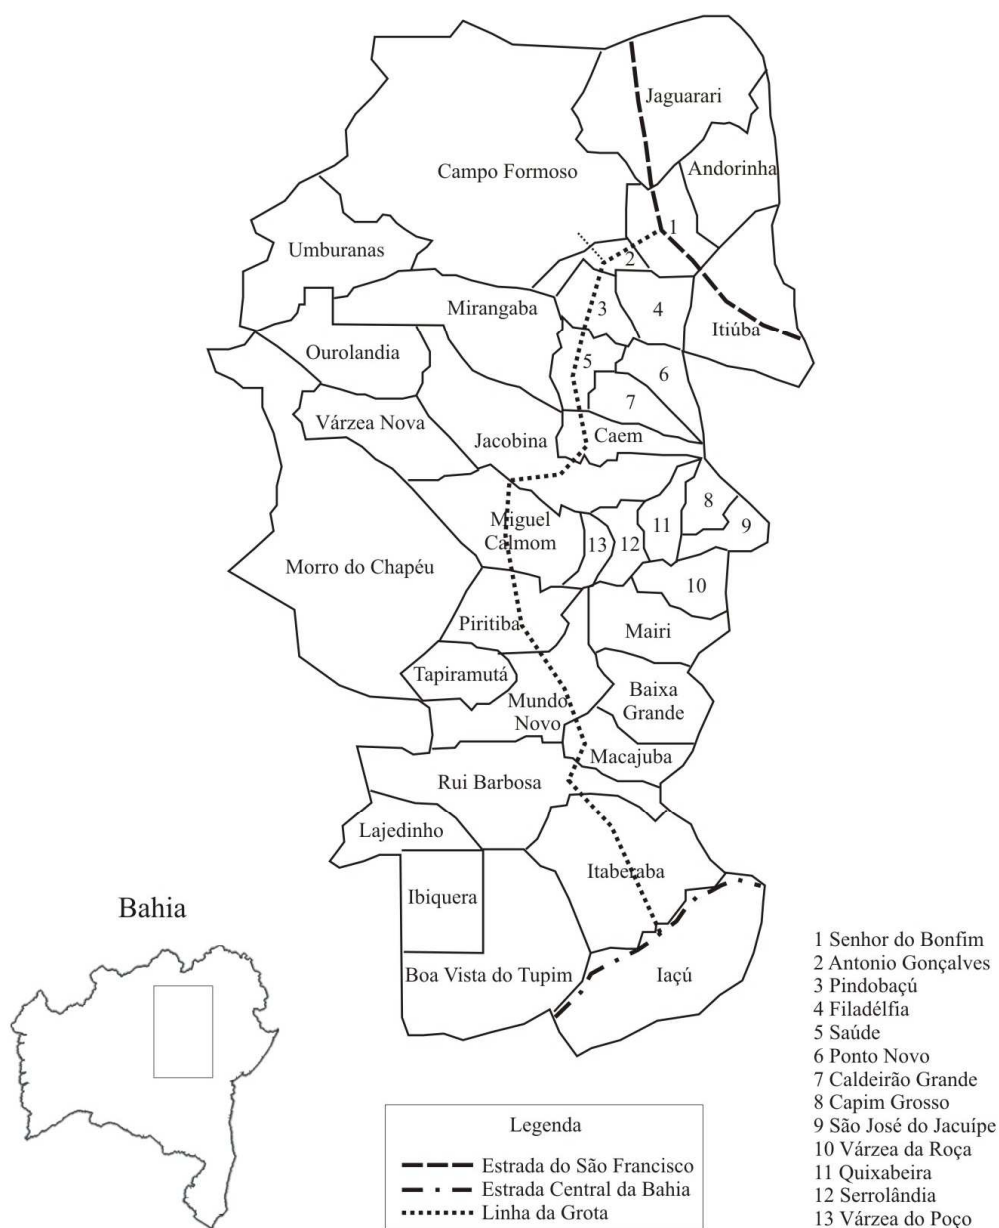 Jaguarari
Campo Formoso
Andorinha
Umburanas
1
2
Mirangaba
3
4
Itiúba
Ourolandia
5
6
7
Várzea Nova
Jacobina
Caem
8
9
11
Miguel
Calmom
13
12
Morro do Chapéu
10
Piritiba
Mairi
Tapiramutá
Mundo
Novo
Baixa
Grande
Macajuba
Rui Barbosa
Lajedinho
Itaberaba
Ibiquera
Boa Vista do Tupim
Iaçú
Bahia
1 Senhor do Bonfim
2 Antonio Gonçalves
3 Pindobaçú
4 Filadélfia
5 Saúde
6 Ponto Novo
7 Caldeirão Grande
8 Capim Grosso
9 São José do Jacuípe
10 Várzea da Roça
11 Quixabeira
12 Serrolândia
13 Várzea do Poço
Legenda
Estrada do São Francisco
Estrada Central da Bahia
Linha da Grota